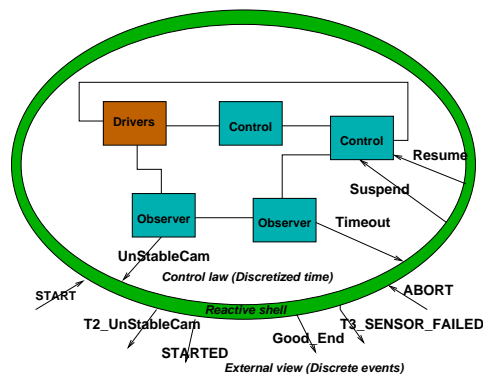 Drivers
Control
Control
Resume
Suspend
Observer
Observer
Timeout
UnStableCam
Control law (Discretized time)
START
ABORT
Reactive shell
T2_UnStableCam
T3_SENSOR_FAILED
STARTED
Good_End
External view (Discrete events)